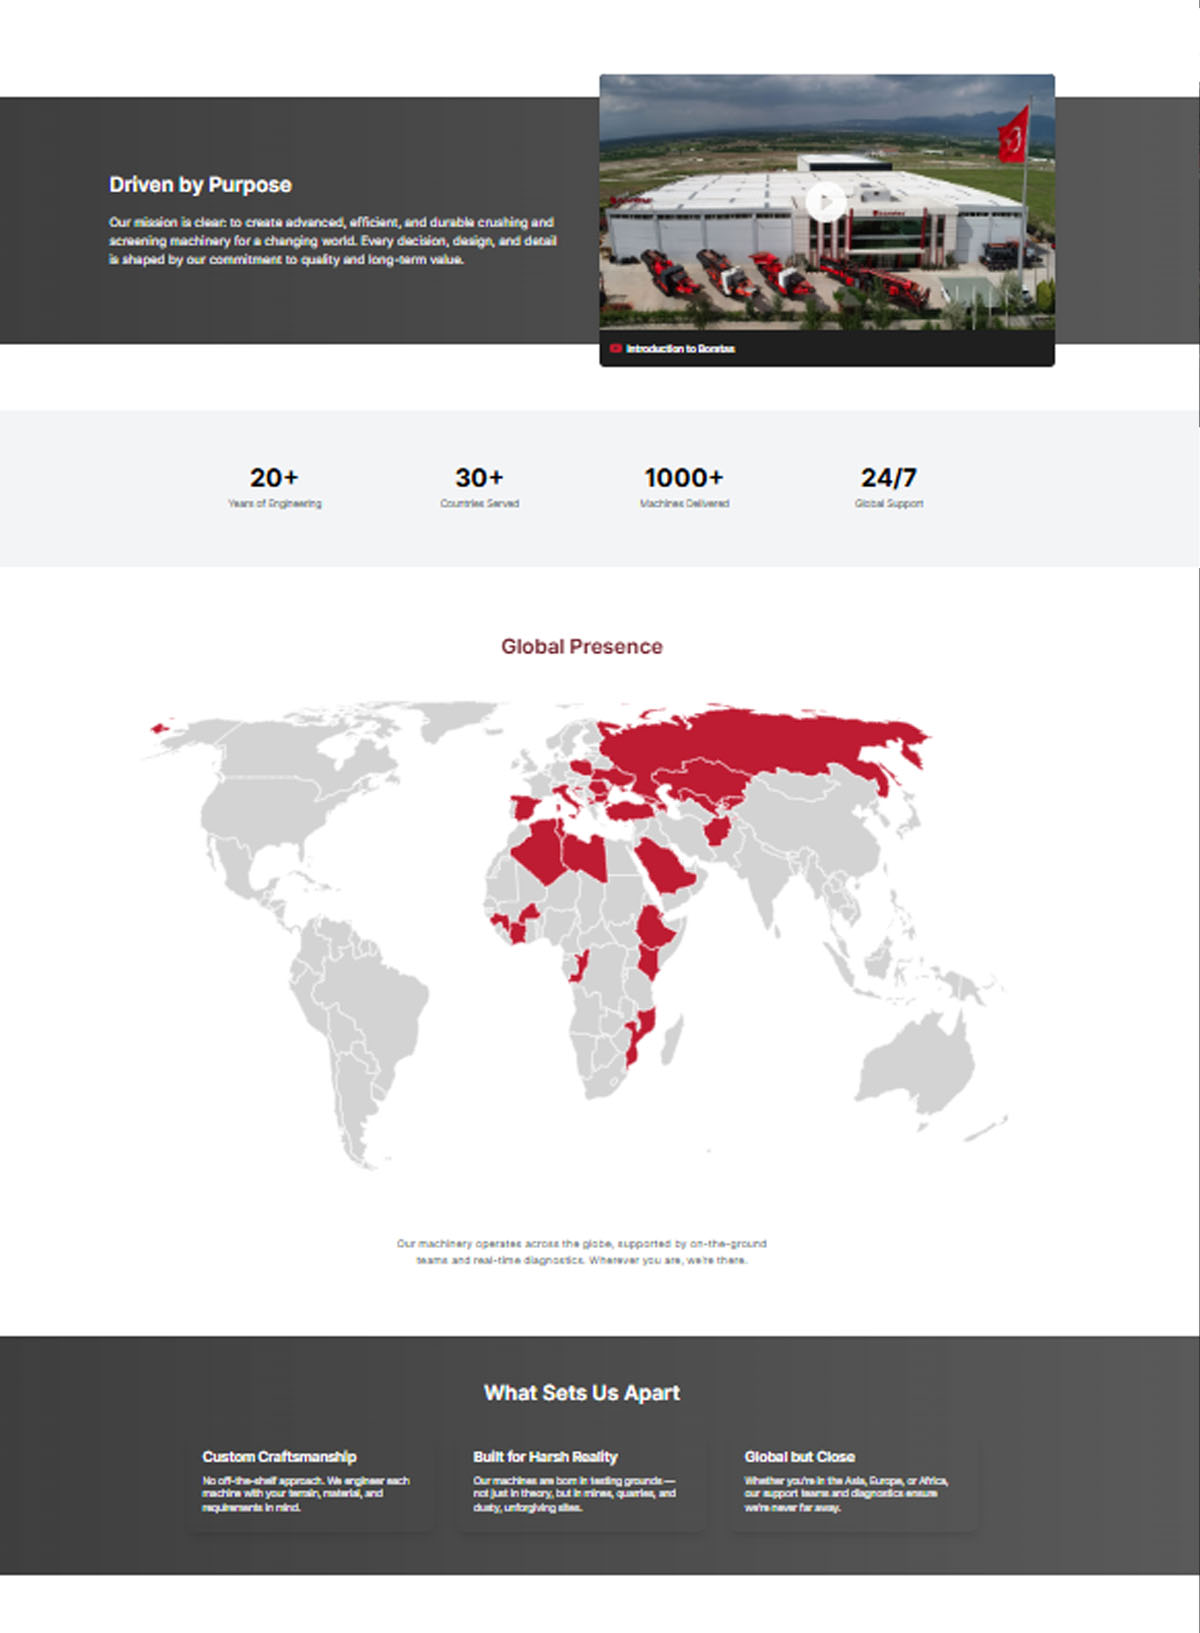 Driven by Purpose
Our mission is clear: to create advanced, efficient, and durable crushing and
screening machinery for a changing world. Every decision, design, and detail
is shaped by our commitment to quality and long-term value.
Introduction to Boratas
20+
Years of Engineering
30+
Countries Served
1000+
Machines Delivered
24/7
Global Support
Global Presence
Our machinery operates across the globe, supported by on-the-ground
teams and real-time diagnostics. Wherever you are, we're there.
What Sets Us Apart
Custom Craftsmanship
No off-the-shelf approach. We engineer each
machine with your terrain, material, and
requirements in mind.
Built for Harsh Reality
Our machines are born in testing grounds —
not just in theory, but in mines, quarries, and
dusty, unforgiving sites.
Global but Close
Whether you're in the Asia, Europe, or Africa,
our support teams and diagnostics ensure
we're never far away.